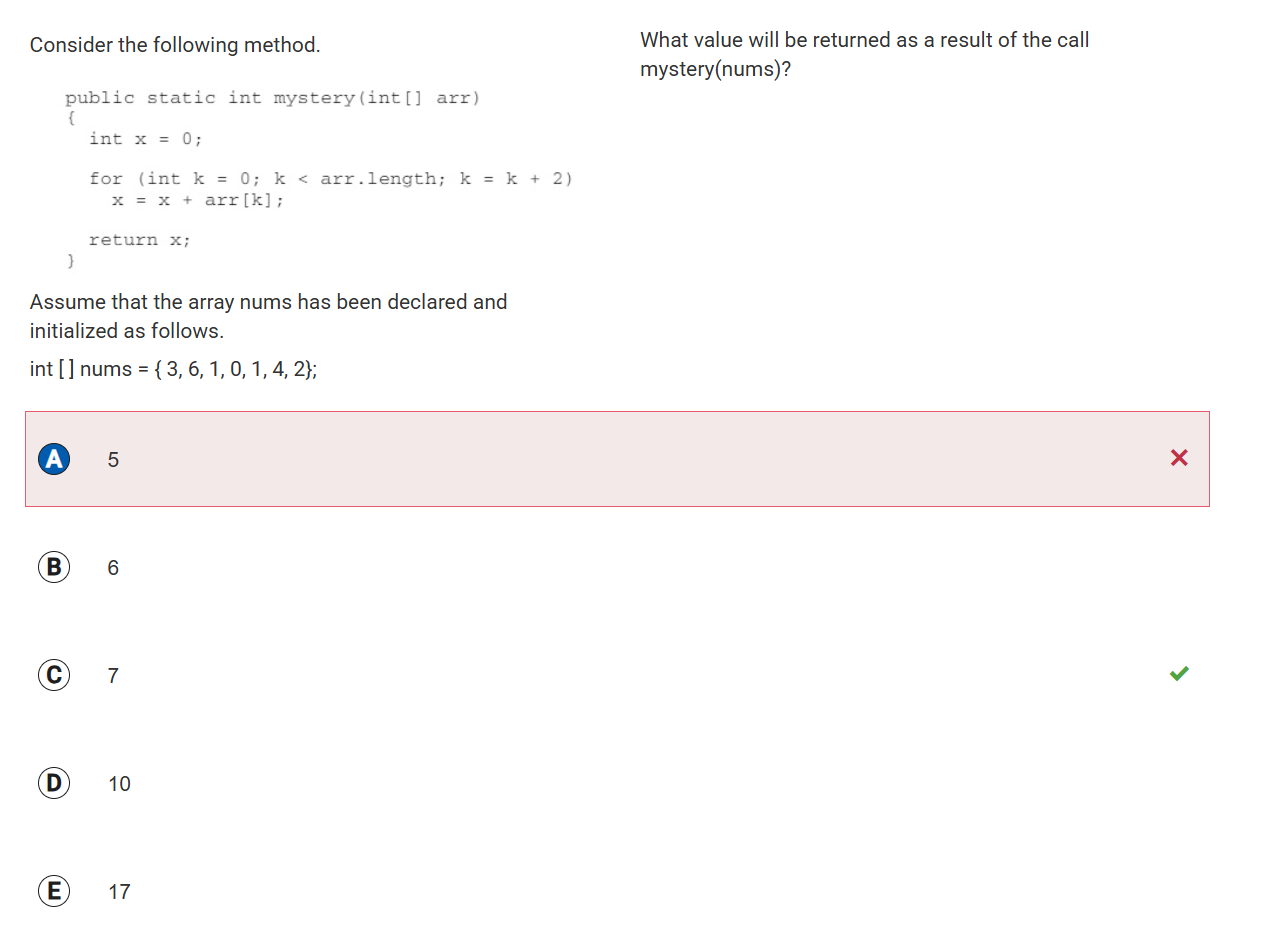 Consider the following method.
public static int mystery(int[] arr)
{
int x = 0;
for (int k = 0; k < arr.length; k = k + 2)
x = x + arr[k];
return x;
}
Assume that the array nums has been declared and
initialized as follows.
int [ ] nums = { 3, 6, 1, 0, 1, 4, 2};
What value will be returned as a result of the call
mystery(nums)?
A 5
B 6
C 7
D 10
E 17